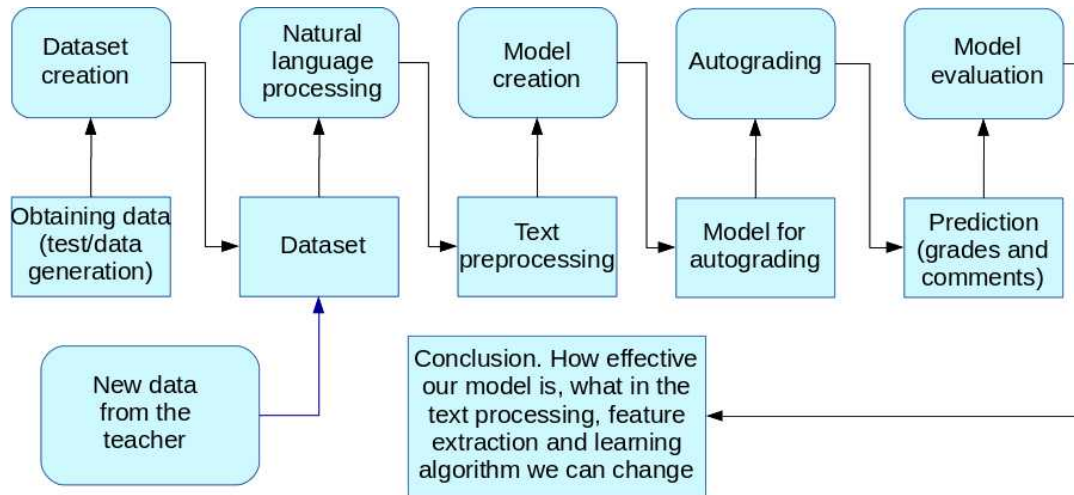 Dataset
creation
Natural
language
processing
Model
creation
Autograding
Model
evaluation
Obtaining data
(test/data
generation)
Dataset
Text
preprocessing
Model for
autograding
Prediction
(grades and
comments)
New data
from the
teacher
Conclusion. How effective
our model is, what in the
text processing, feature
extraction and learning
algorithm we can change